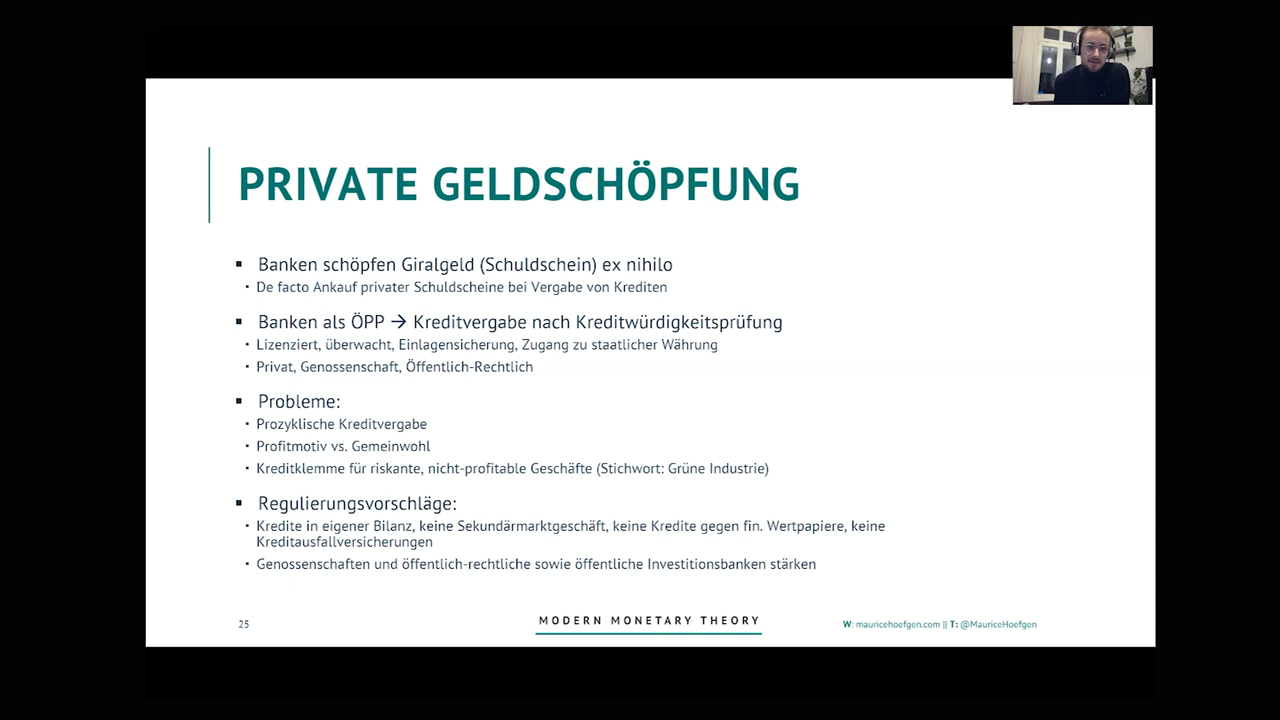 PRIVATE GELDSCHÖPFUNG
▪ Banken schöpfen Giralgeld (Schuldschein) ex nihilo
▪ De facto Ankauf privater Schuldscheine bei Vergabe von Krediten
▪ Banken als ÖPP → Kreditvergabe nach Kreditwürdigkeitsprüfung
▪ Lizenziert, überwacht, Einlagensicherung, Zugang zu staatlicher Währung
▪ Privat, Genossenschaft, Öffentlich-Rechtlich
▪ Probleme:
▪ Prozyklische Kreditvergabe
▪ Profitmotiv vs. Gemeinwohl
▪ Kreditklemme für riskante, nicht-profitable Geschäfte (Stichwort: Grüne Industrie)
▪ Regulierungsvorschläge:
▪ Kredite in eigener Bilanz, keine Sekundärmarktgeschäft, keine Kredite gegen fin. Wertpapiere, keine
Kreditausfallversicherungen
▪ Genossenschaften und öffentlich-rechtliche sowie öffentliche Investitionsbanken stärken
25
MODERN MONETARY THEORY
W: mauricehoefgen.com || T: @MauriceHoefgen